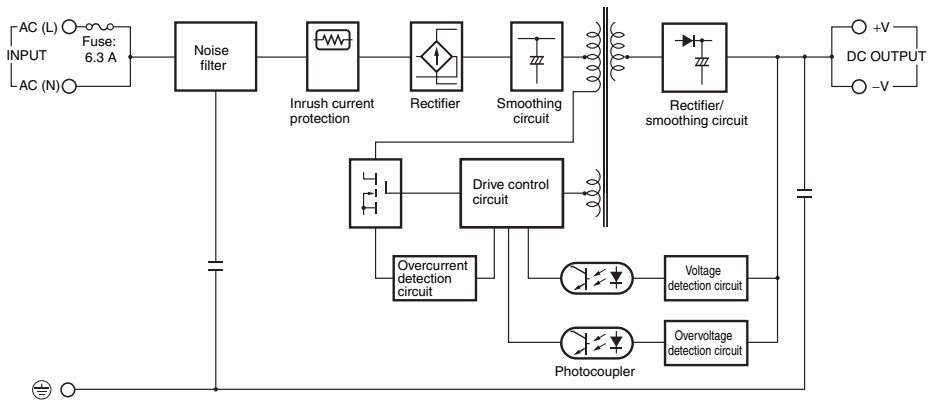 AC (L)
Fuse:
6.3 A
INPUT
AC (N)
Noise
filter
Inrush current
protection
Rectifier
Smoothing
circuit
Rectifier/
smoothing circuit
+V
DC OUTPUT
−V
Drive control
circuit
Overcurrent
detection
circuit
Voltage
detection circuit
Overvoltage
detection circuit
Photocoupler